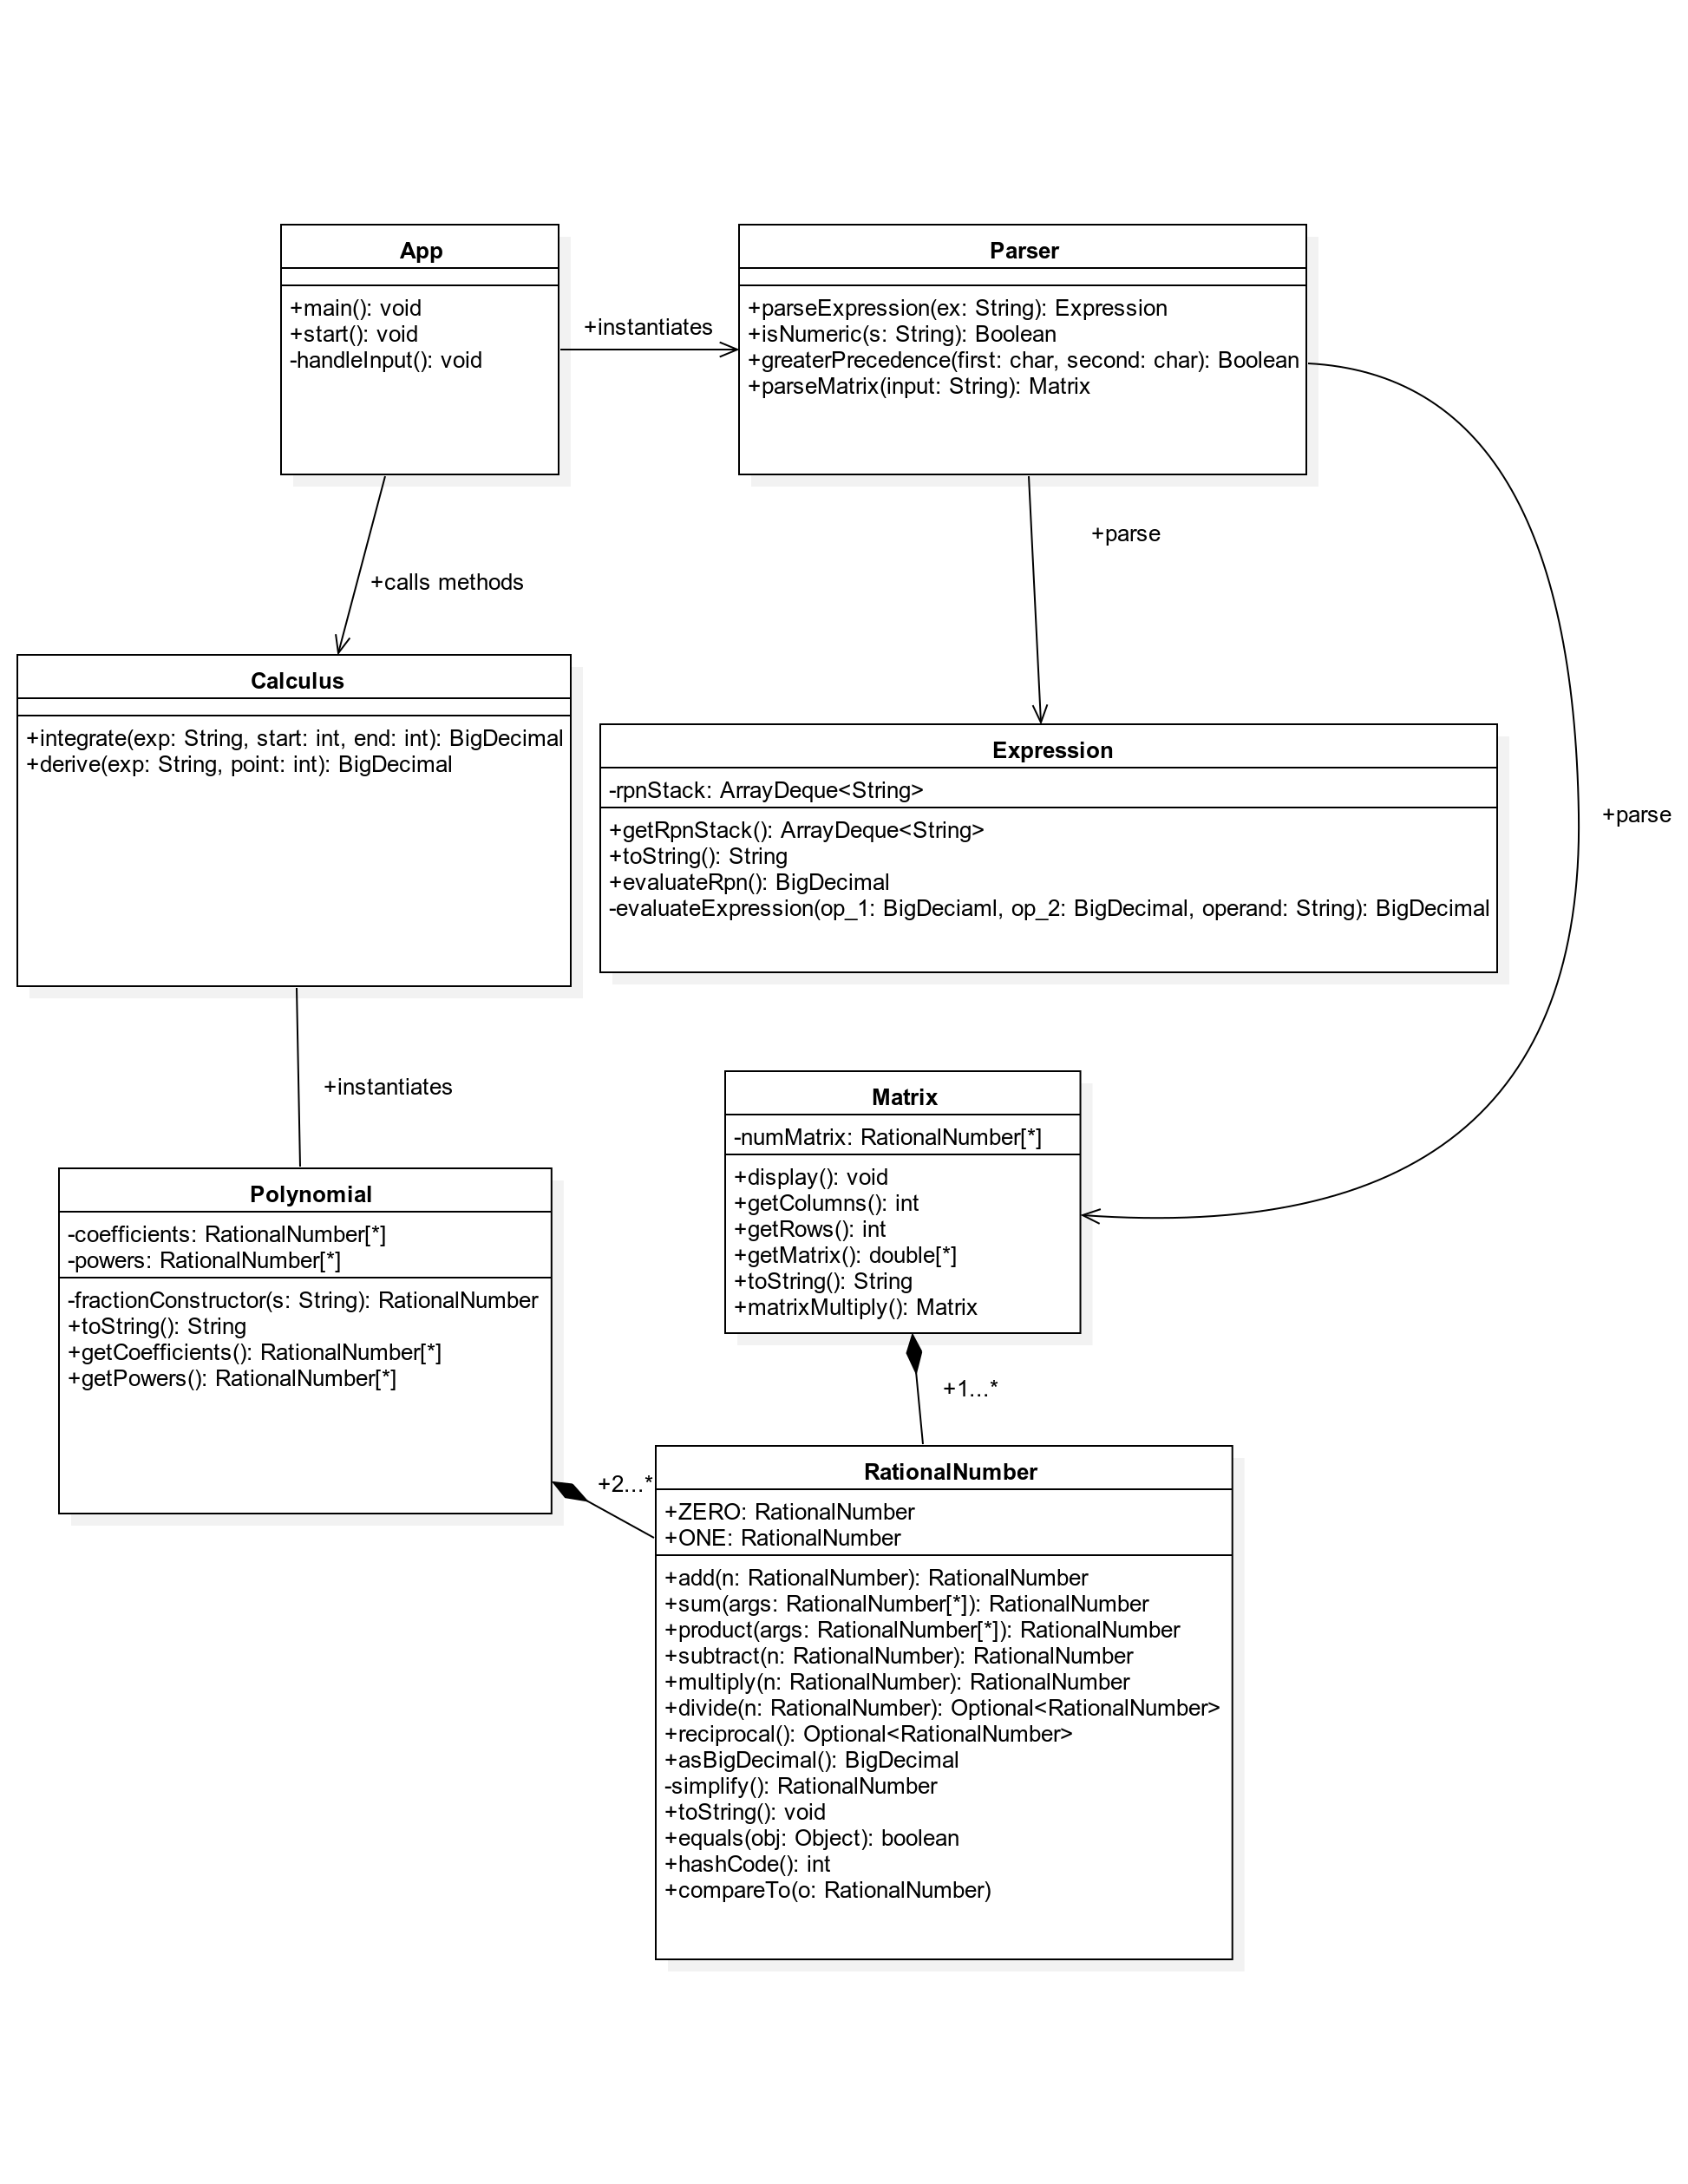 App
+main(): void
+start(): void
-handleInput(): void
+instantiates
Parser
+parseExpression(ex: String): Expression
+isNumeric(s: String): Boolean
+greaterPrecedence(first: char, second: char): Boolean
+parseMatrix(input: String): Matrix
+calls methods
+parse
+parse
Calculus
+integrate(exp: String, start: int, end: int): BigDecimal
+derive(exp: String, point: int): BigDecimal
Expression
-rpnStack: ArrayDeque<String>
+getRpnStack(): ArrayDeque<String>
+toString(): String
+evaluateRpn(): BigDecimal
-evaluateExpression(op_1: BigDeciaml, op_2: BigDecimal, operand: String): BigDecimal
+instantiates
Matrix
-numMatrix: RationalNumber[*]
+display(): void
+getColumns(): int
+getRows(): int
+getMatrix(): double[*]
+toString(): String
+matrixMultiply(): Matrix
Polynomial
-coefficients: RationalNumber[*]
-powers: RationalNumber[*]
-fractionConstructor(s: String): RationalNumber
+toString(): String
+getCoefficients(): RationalNumber[*]
+getPowers(): RationalNumber[*]
+1...*
+2...*
RationalNumber
+ZERO: RationalNumber
+ONE: RationalNumber
+add(n: RationalNumber): RationalNumber
+sum(args: RationalNumber[*]): RationalNumber
+product(args: RationalNumber[*]): RationalNumber
+subtract(n: RationalNumber): RationalNumber
+multiply(n: RationalNumber): RationalNumber
+divide(n: RationalNumber): Optional<RationalNumber>
+reciprocal(): Optional<RationalNumber>
+asBigDecimal(): BigDecimal
-simplify(): RationalNumber
+toString(): void
+equals(obj: Object): boolean
+hashCode(): int
+compareTo(o: RationalNumber)